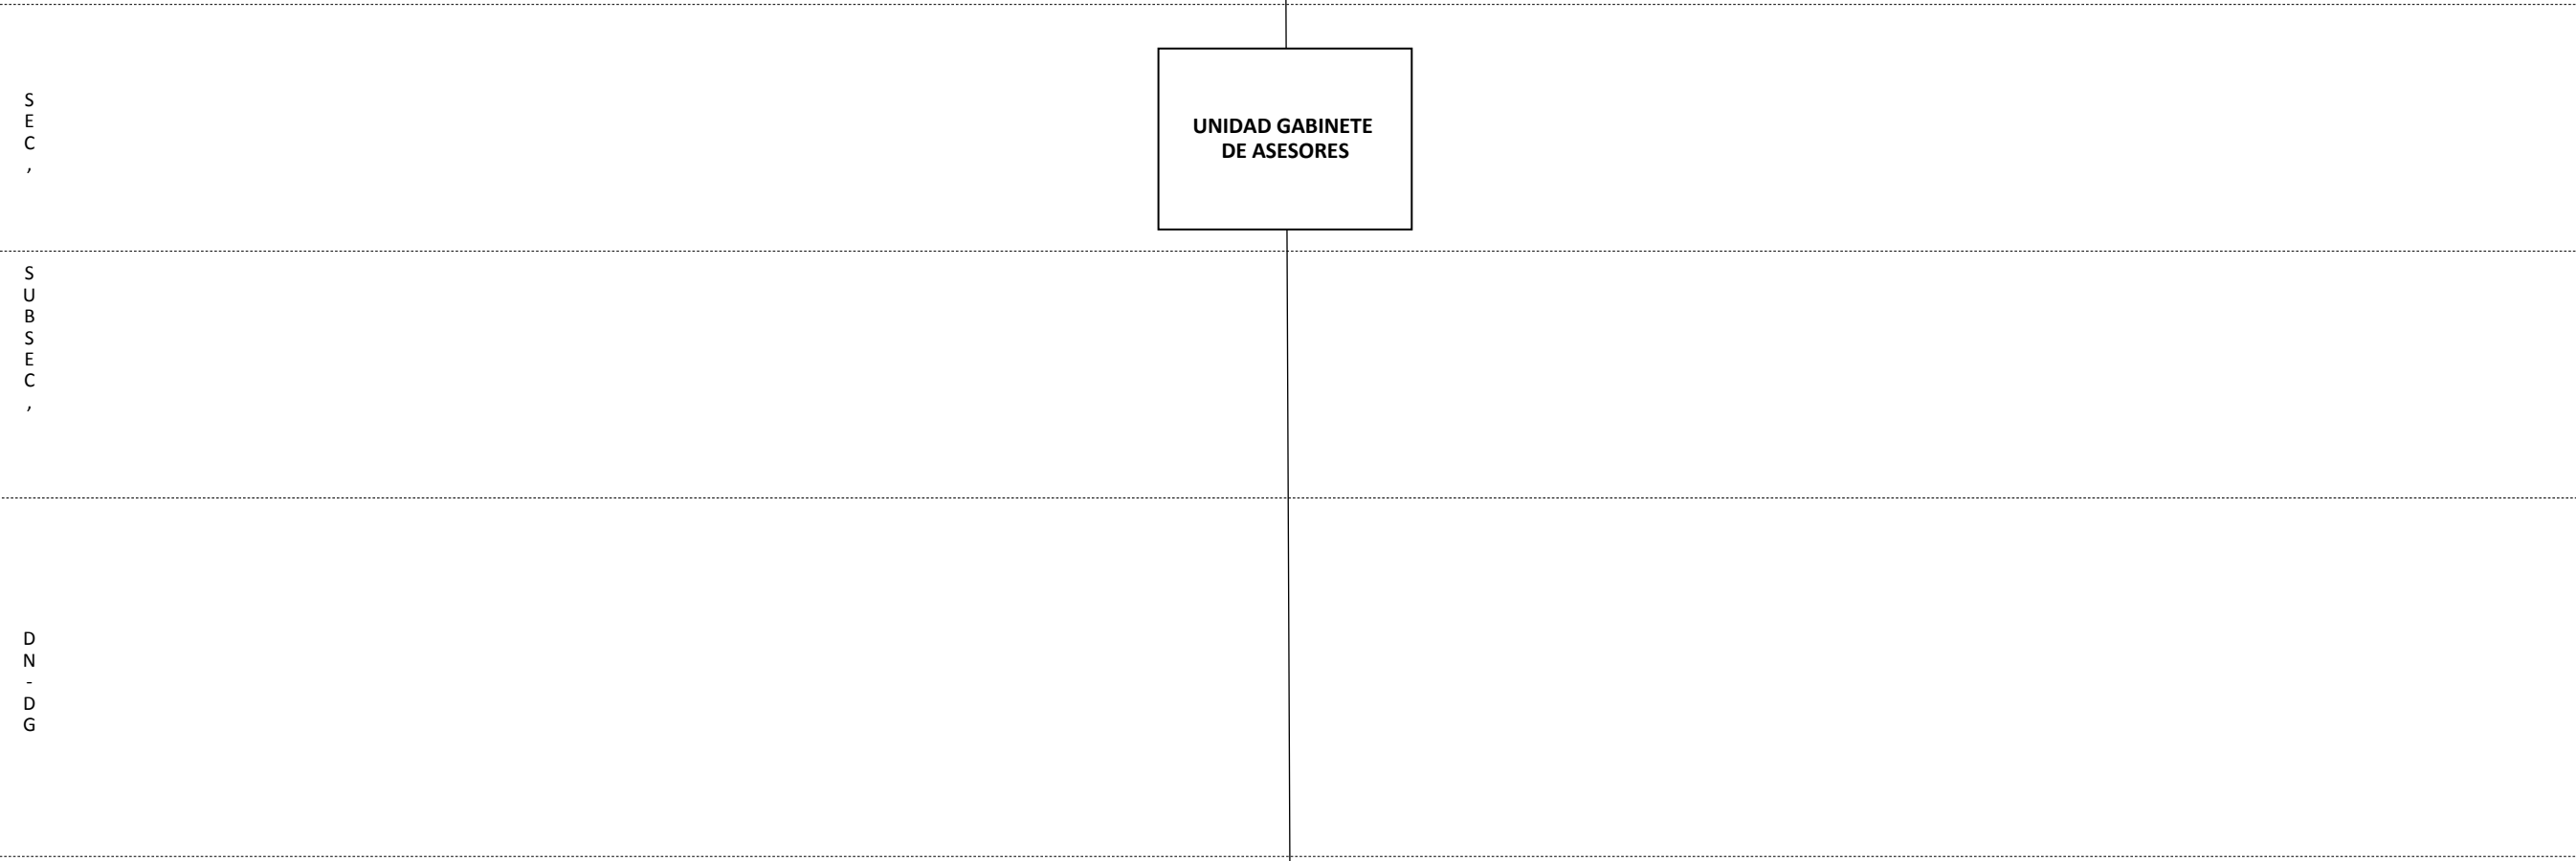 S
E
C
,
UNIDAD GABINETE
DE ASESORES
S
U
B
S
E
C
,
D
N
-
D
G